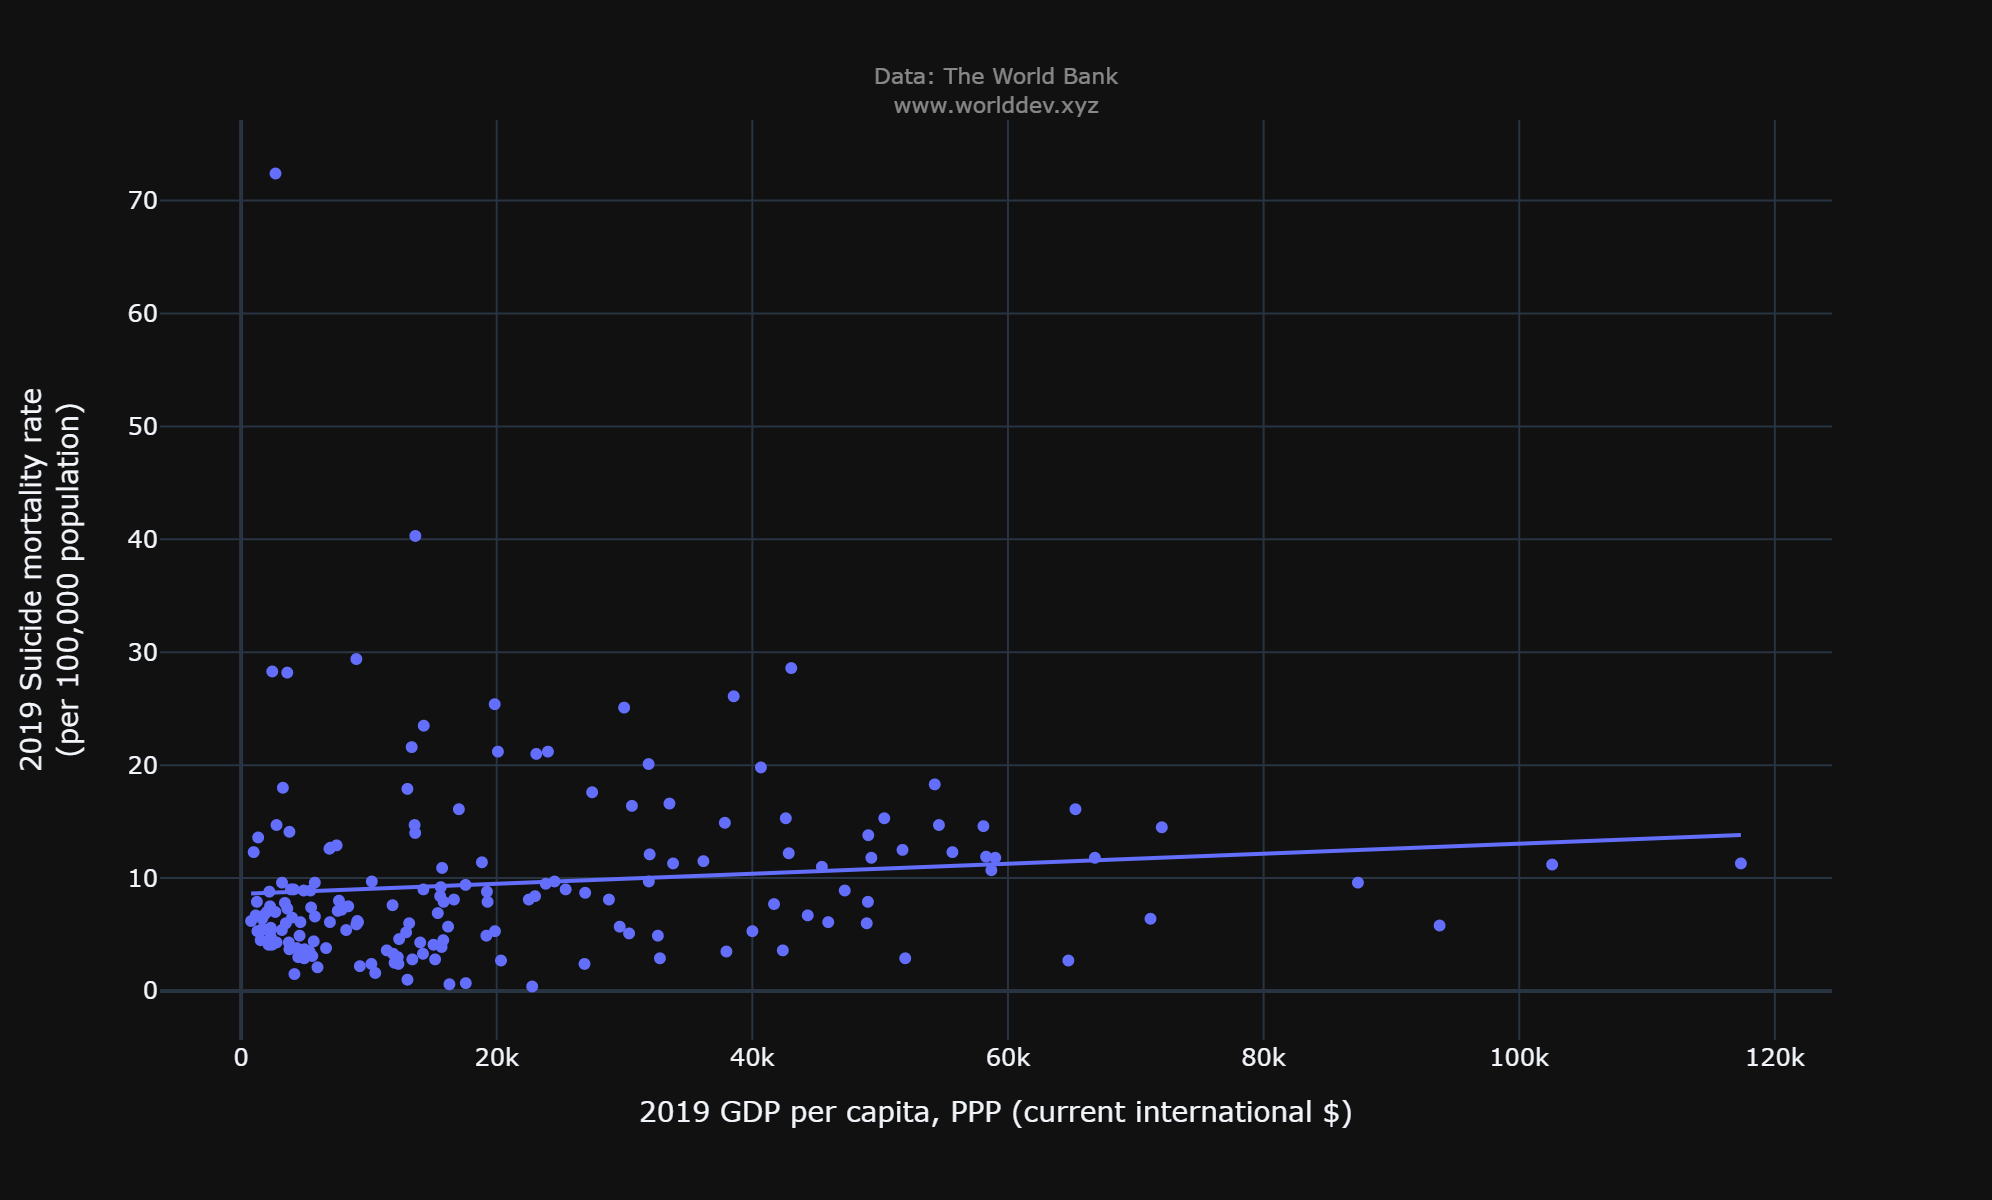 Data: The World Bank
www.worlddev.xyz
2019 Suicide mortality rate
(per 100,000 population)
70
60
50
40
30
20
10
0
0
20k
40k
60k
80k
100k
120k
2019 GDP per capita, PPP (current international $)